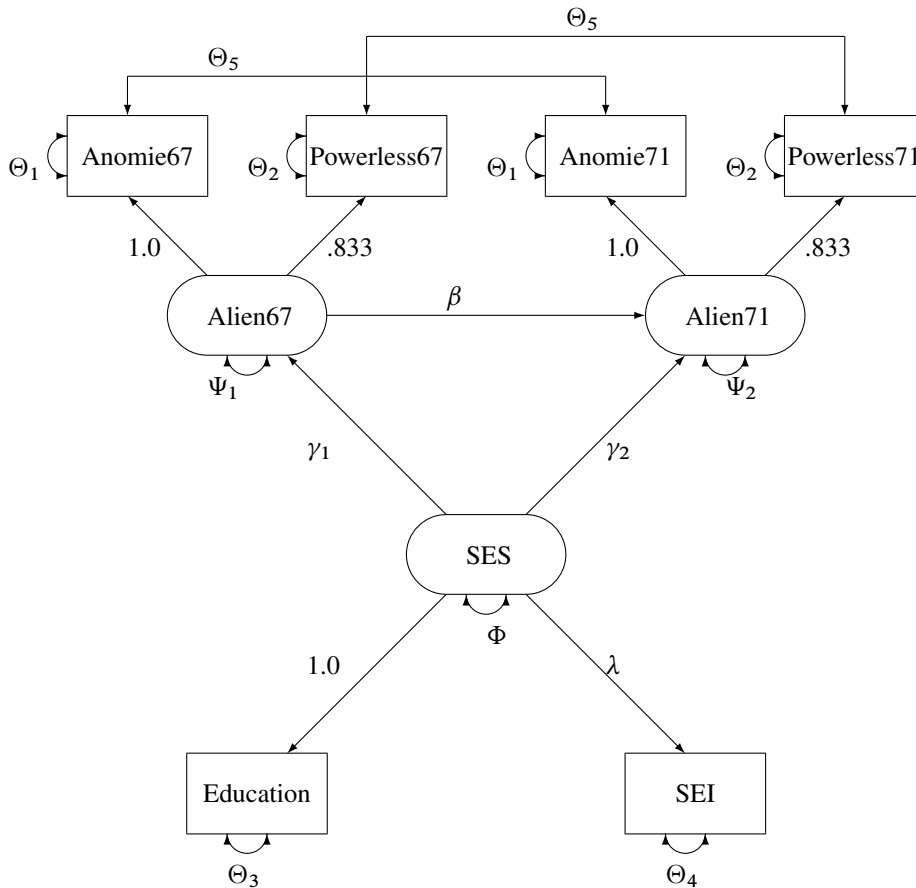 Θ5
Θ5
Θ1 Anomie67 Θ2 Powerless67 Θ1 Anomie71 Θ2 Powerless71
1.0 .833 1.0 .833
Alien67 β Alien71
Ψ1 Ψ2
γ1 γ2
SES
Φ
1.0 λ
Education SEI
Θ3 Θ4